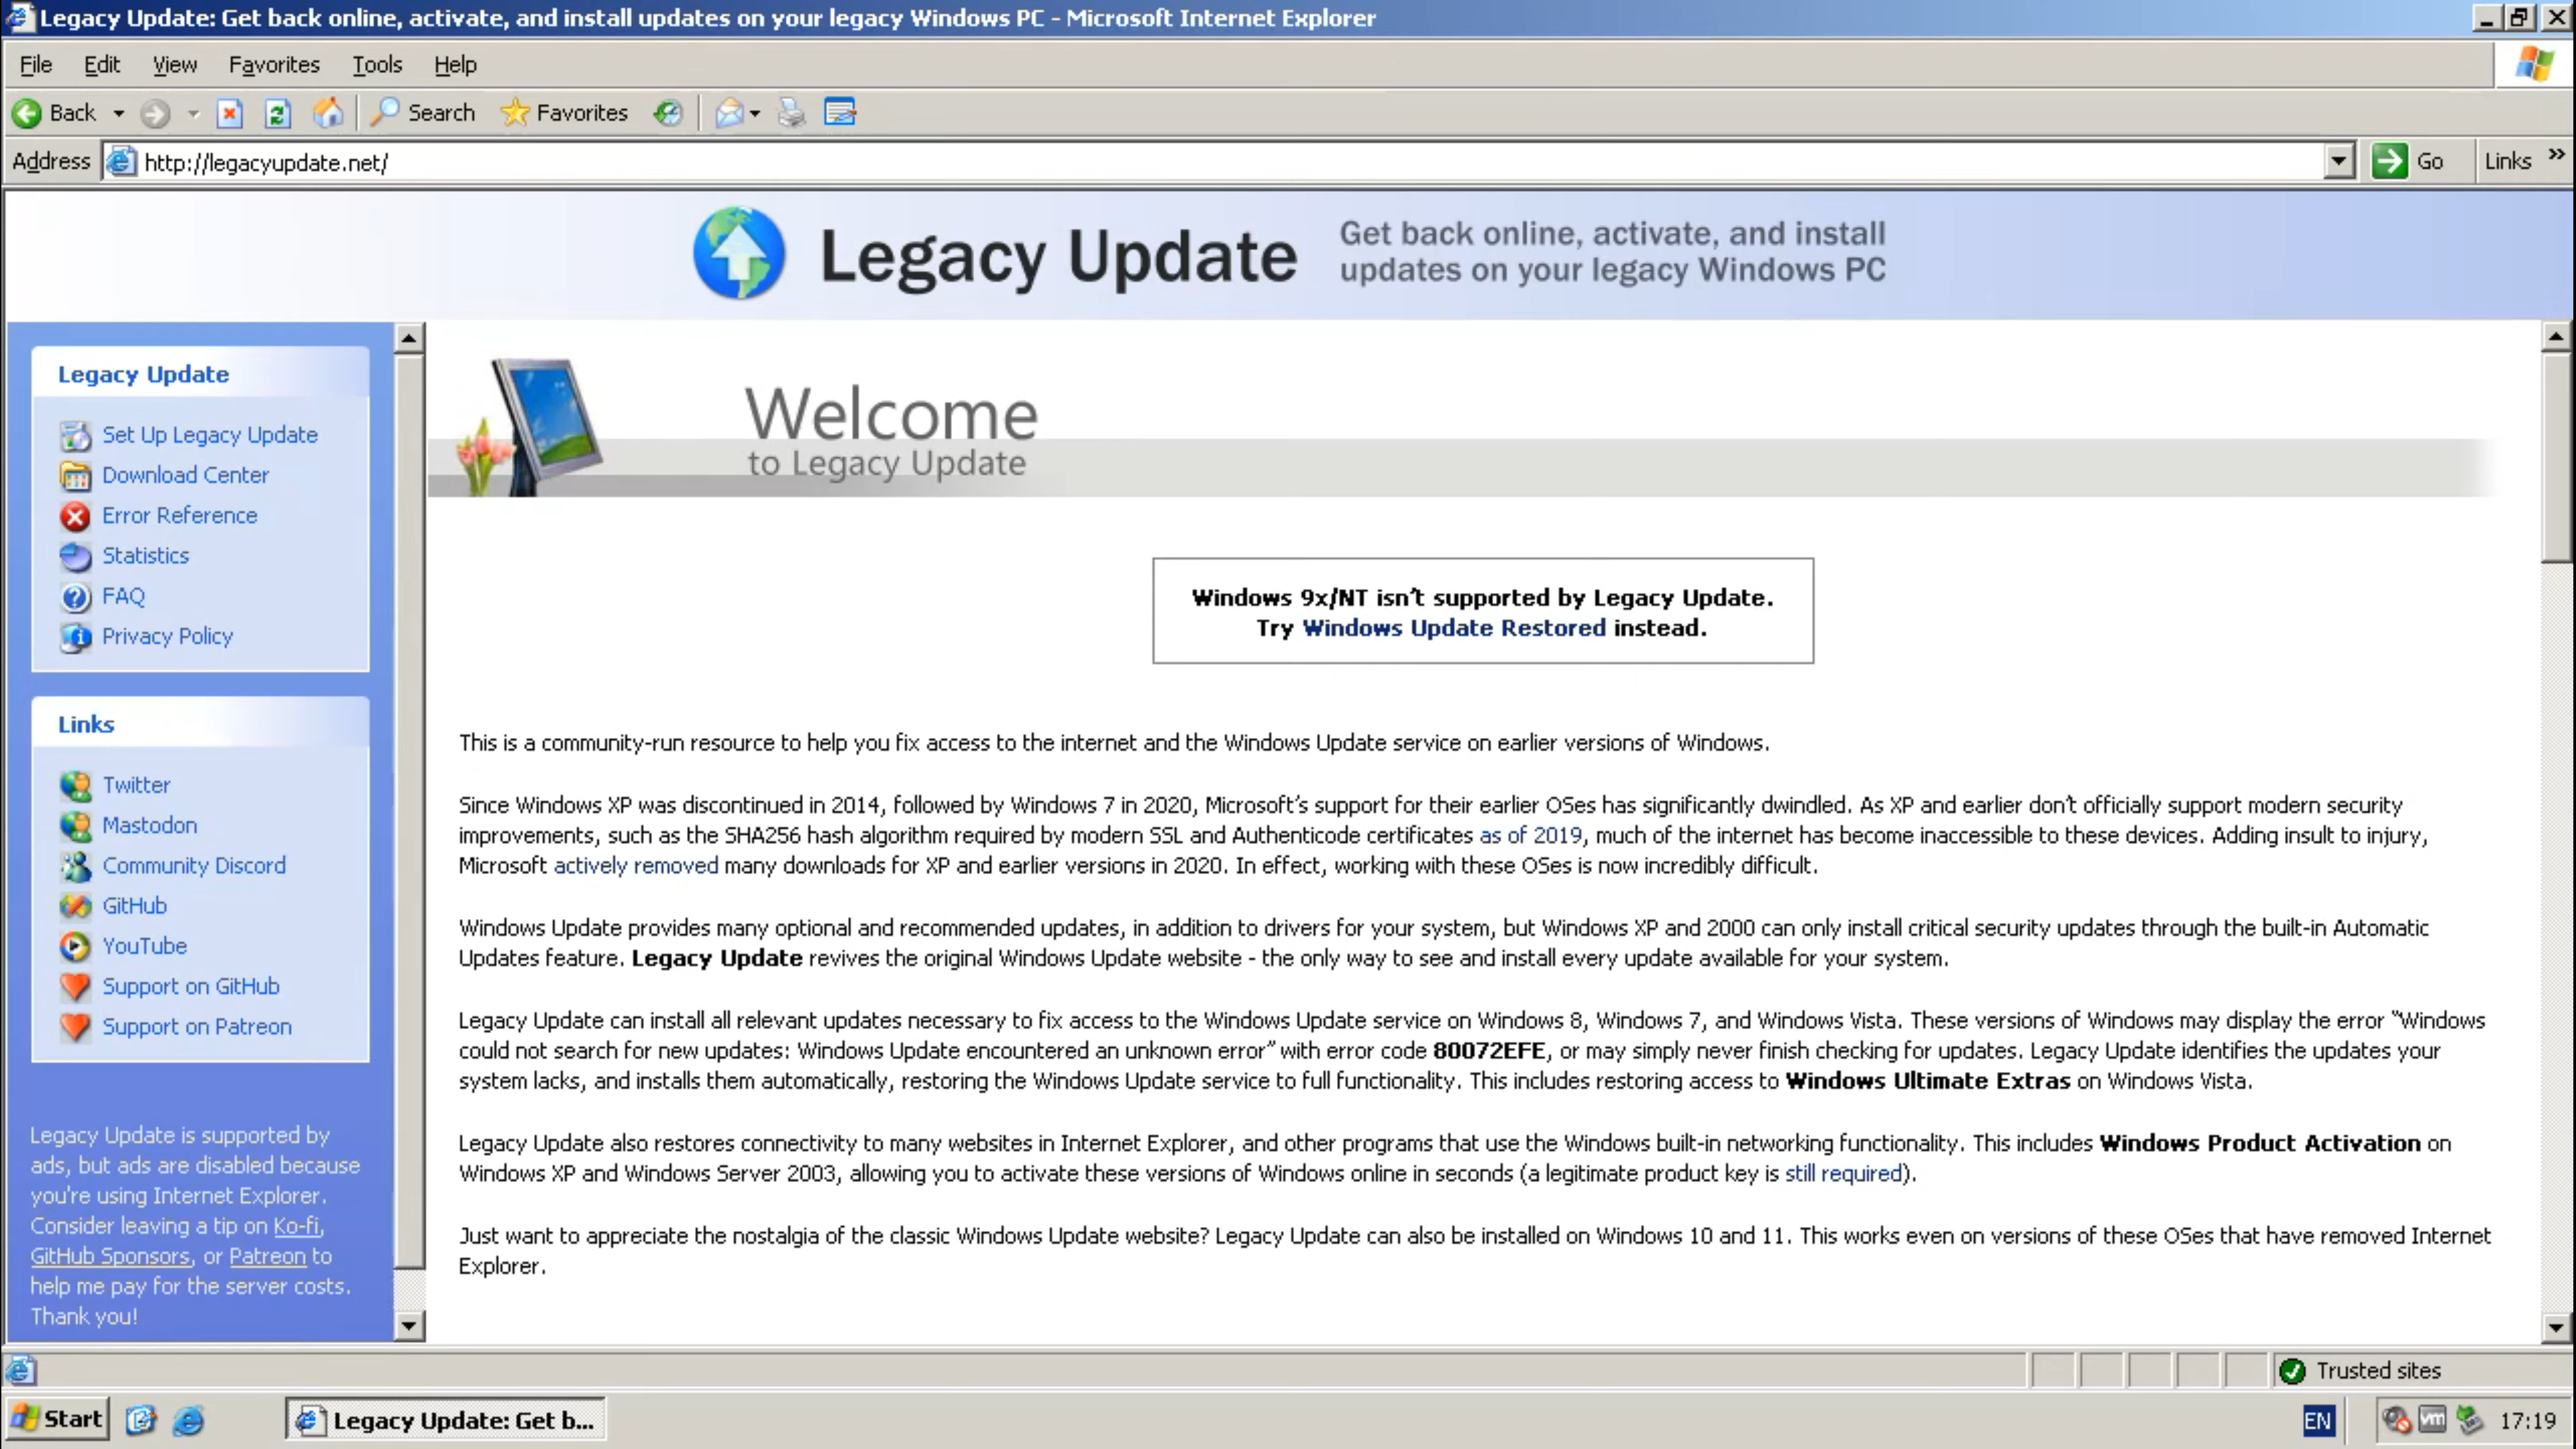 Legacy Update: Get back online, activate, and install updates on your legacy Windows PC - Microsoft Internet Explorer
File Edit View Favorites Tools Help
Back Search Favorites
Address http://legacyupdate.net/ Go Links »
Legacy Update
Get back online, activate, and install
updates on your legacy Windows PC
Legacy Update
Set Up Legacy Update
Download Center
Error Reference
Statistics
FAQ
Privacy Policy
Links
Twitter
Mastodon
Community Discord
GitHub
YouTube
Support on GitHub
Support on Patreon
Legacy Update is supported by
ads, but ads are disabled because
you're using Internet Explorer.
Consider leaving a tip on Ko-fi,
GitHub Sponsors, or Patreon to
help me pay for the server costs.
Thank you!
Welcome
to Legacy Update
Windows 9x/NT isn't supported by Legacy Update.
Try Windows Update Restored instead.
This is a community-run resource to help you fix access to the internet and the Windows Update service on earlier versions of Windows.
Since Windows XP was discontinued in 2014, followed by Windows 7 in 2020, Microsoft's support for their earlier OSes has significantly dwindled. As XP and earlier don't officially support modern security
improvements, such as the SHA256 hash algorithm required by modern SSL and Authenticode certificates as of 2019, much of the internet has become inaccessible to these devices. Adding insult to injury,
Microsoft actively removed many downloads for XP and earlier versions in 2020. In effect, working with these OSes is now incredibly difficult.
Windows Update provides many optional and recommended updates, in addition to drivers for your system, but Windows XP and 2000 can only install critical security updates through the built-in Automatic
Updates feature. Legacy Update revives the original Windows Update website - the only way to see and install every update available for your system.
Legacy Update can install all relevant updates necessary to fix access to the Windows Update service on Windows 8, Windows 7, and Windows Vista. These versions of Windows may display the error "Windows
could not search for new updates: Windows Update encountered an unknown error" with error code 80072EFE, or may simply never finish checking for updates. Legacy Update identifies the updates your
system lacks, and installs them automatically, restoring the Windows Update service to full functionality. This includes restoring access to Windows Ultimate Extras on Windows Vista.
Legacy Update also restores connectivity to many websites in Internet Explorer, and other programs that use the Windows built-in networking functionality. This includes Windows Product Activation on
Windows XP and Windows Server 2003, allowing you to activate these versions of Windows online in seconds (a legitimate product key is still required).
Just want to appreciate the nostalgia of the classic Windows Update website? Legacy Update can also be installed on Windows 10 and 11. This works even on versions of these OSes that have removed Internet
Explorer.
Trusted sites
Start Legacy Update: Get b... EN vm 17:19